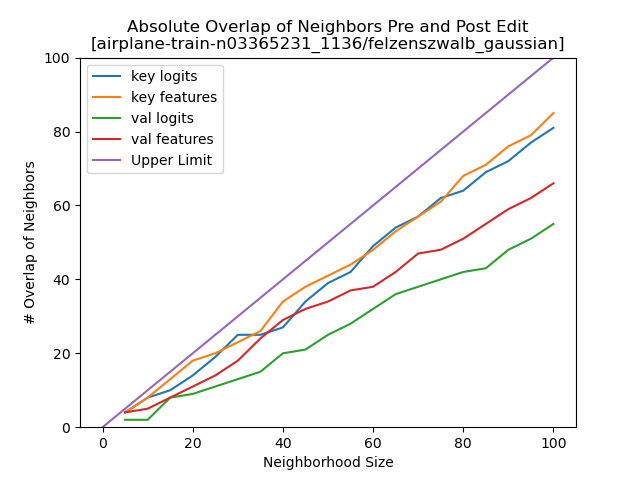 Absolute Overlap of Neighbors Pre and Post Edit
[airplane-train-n03365231_1136/felzenszwalb_gaussian]
100
80
60
40
20
0
# Overlap of Neighbors
key logits
key features
val logits
val features
Upper Limit
0 20 40 60 80 100
Neighborhood Size